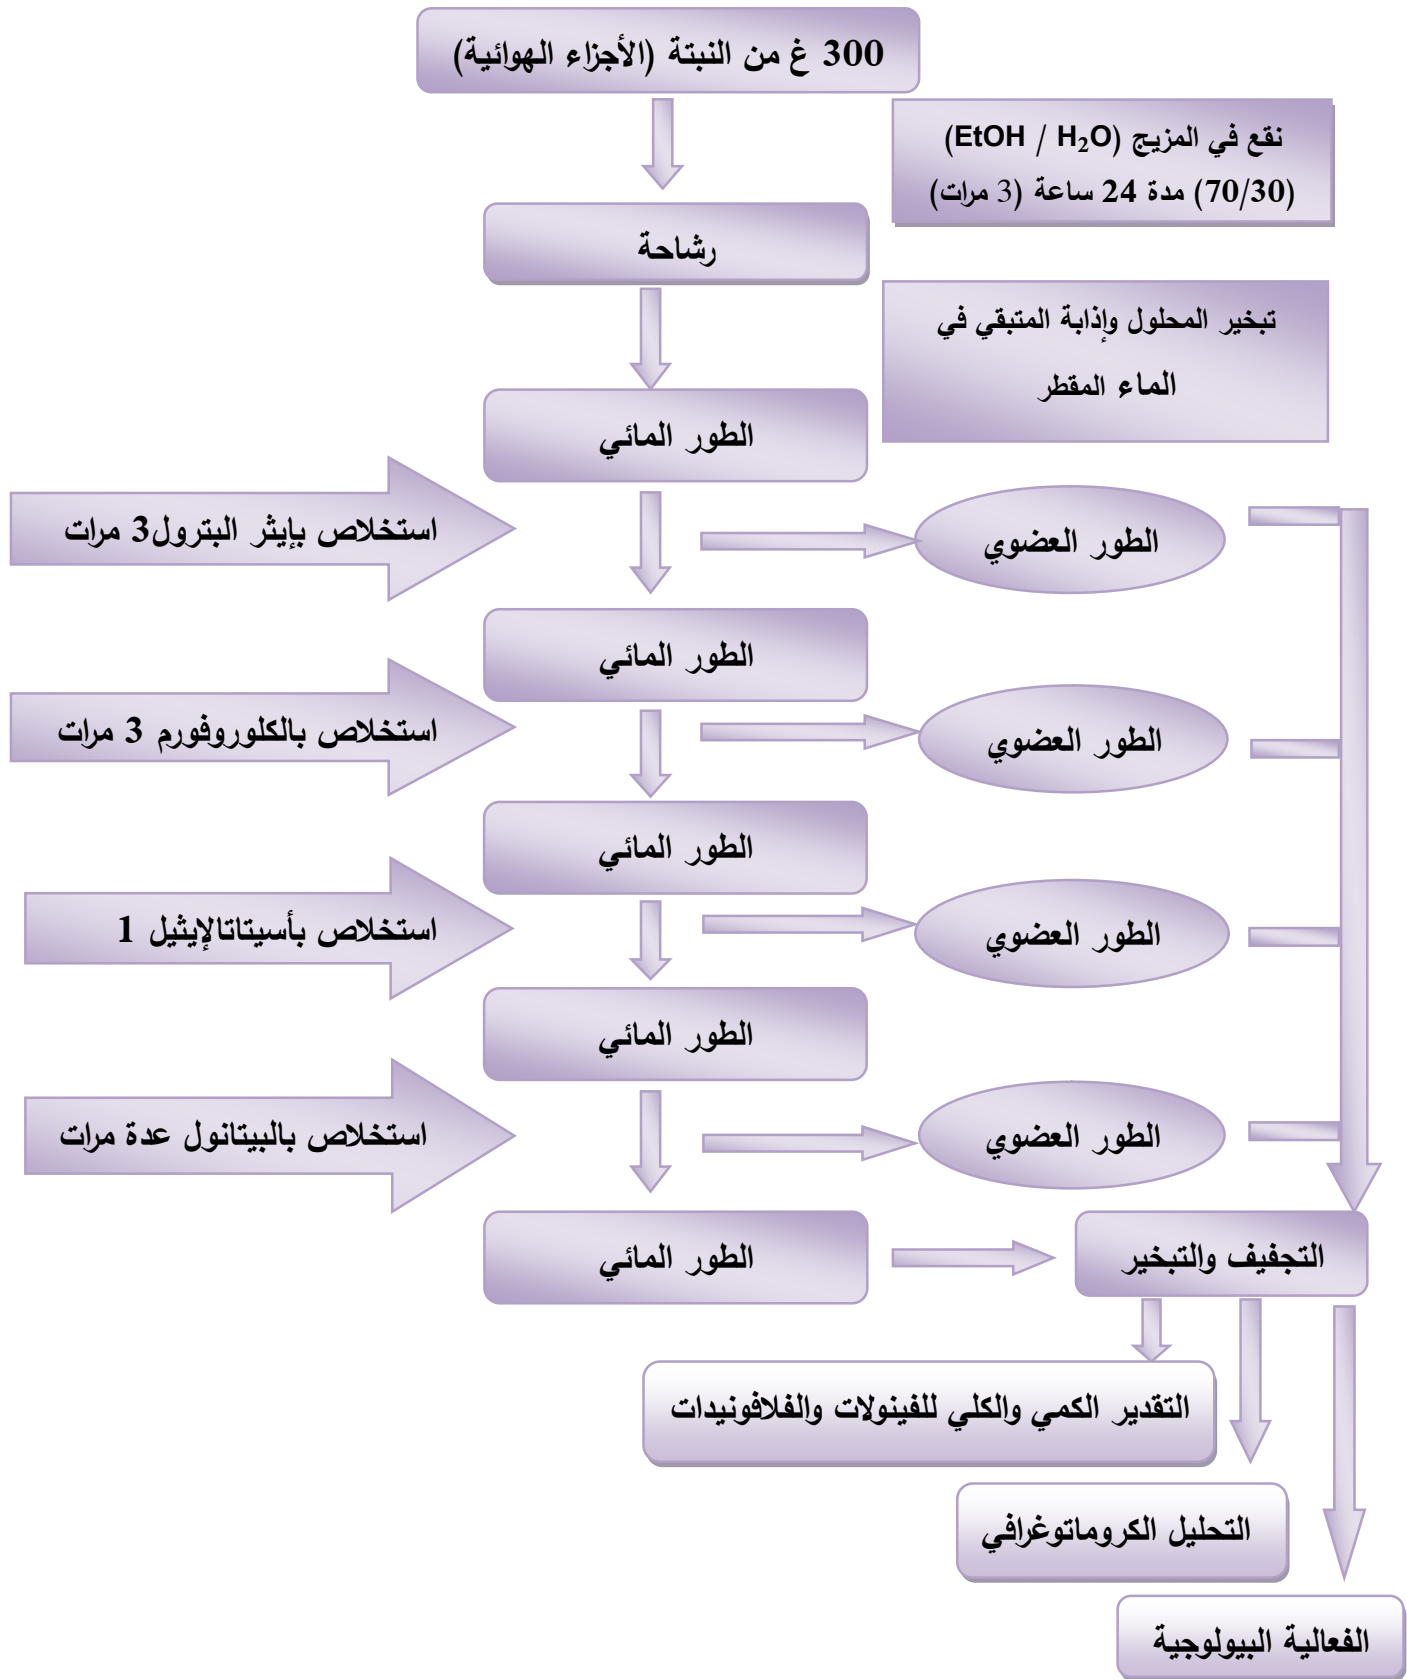 300 غ من النبتة (الأجزاء الهوائية)
نقع في المزيج (EtOH / H₂O)
(70/30) مدة 24 ساعة (3 مرات)
رشاحة
تبخير المحلول وإذابة المتبقي في
الماء المقطر
الطور المائي
استخلاص بإيثر البترول3 مرات
الطور العضوي
الطور المائي
استخلاص بالكلوروفورم 3 مرات
الطور العضوي
الطور المائي
استخلاص بأسيتاتالإيثيل 1
الطور العضوي
الطور المائي
استخلاص بالبيتانول عدة مرات
الطور العضوي
الطور المائي
التجفيف والتبخير
التقدير الكمي والكلي للفينولات والفلافونيدات
التحليل الكروماتوغرافي
الفعالية البيولوجية